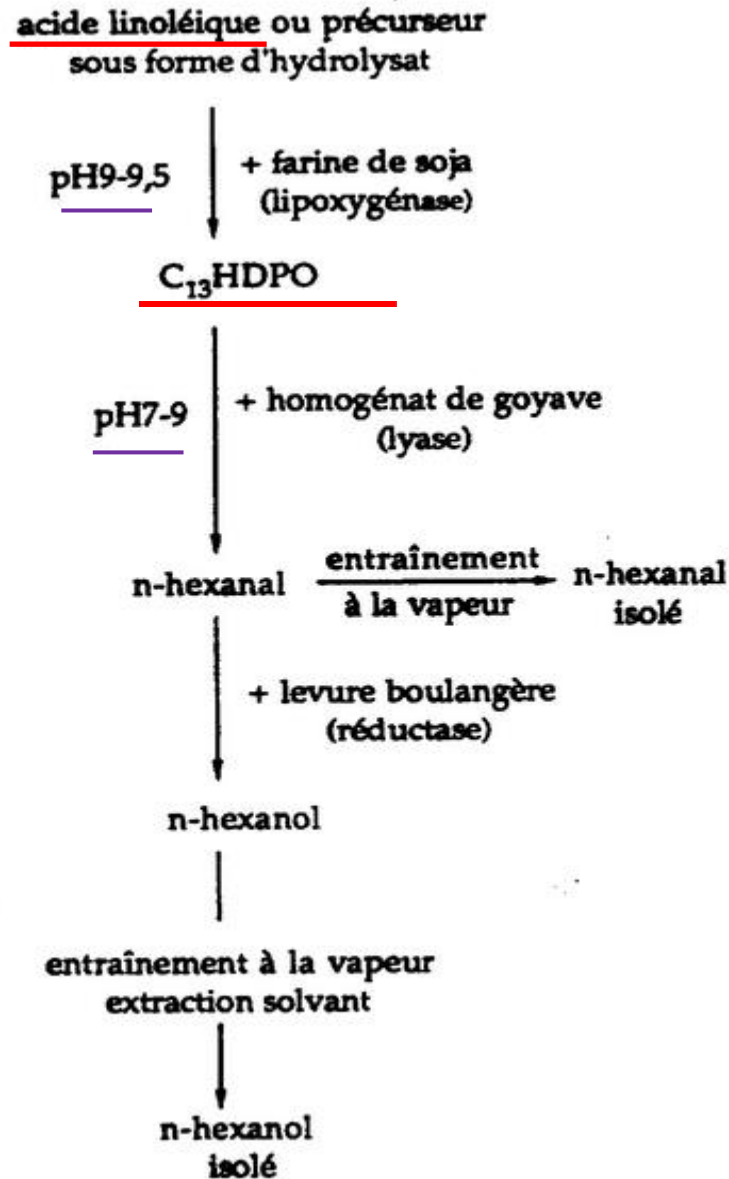 acide linoléique ou précurseur
sous forme d'hydrolysat
pH9-9,5
+ farine de soja
(lipoxygénase)
C₁₃HDPO
pH7-9
+ homogénat de goyave
(lyase)
n-hexanal
entraînement
à la vapeur
n-hexanal
isolé
+ levure boulangère
(réductase)
n-hexanol
entraînement à la vapeur
extraction solvant
n-hexanol
isolé